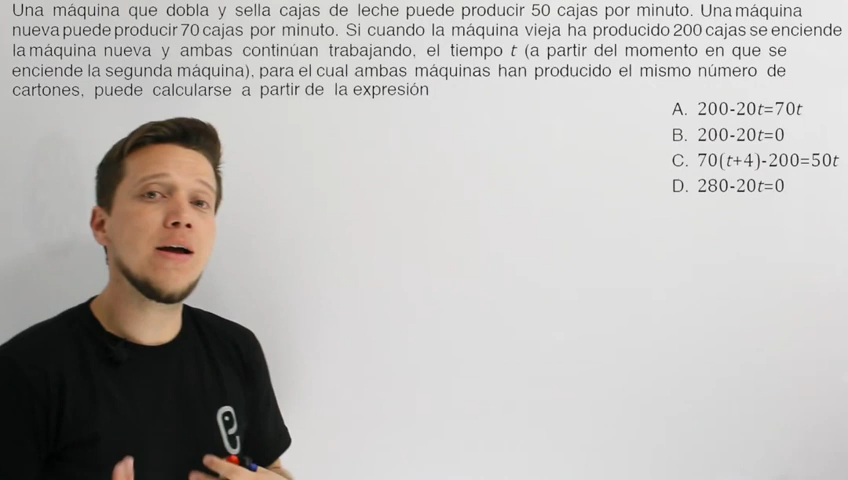 Una máquina que dobla y sella cajas de leche puede producir 50 cajas por minuto. Una máquina
nueva puede producir 70 cajas por minuto. Si cuando la máquina vieja ha producido 200 cajas se enciende
la máquina nueva y ambas continúan trabajando, el tiempo t (a partir del momento en que se
enciende la segunda máquina), para el cual ambas máquinas han producido el mismo número de
cartones, puede calcularse a partir de la expresión
A. 200-20t=70t
B. 200-20t=0
C. 70(t+4)-200=50t
D. 280-20t=0